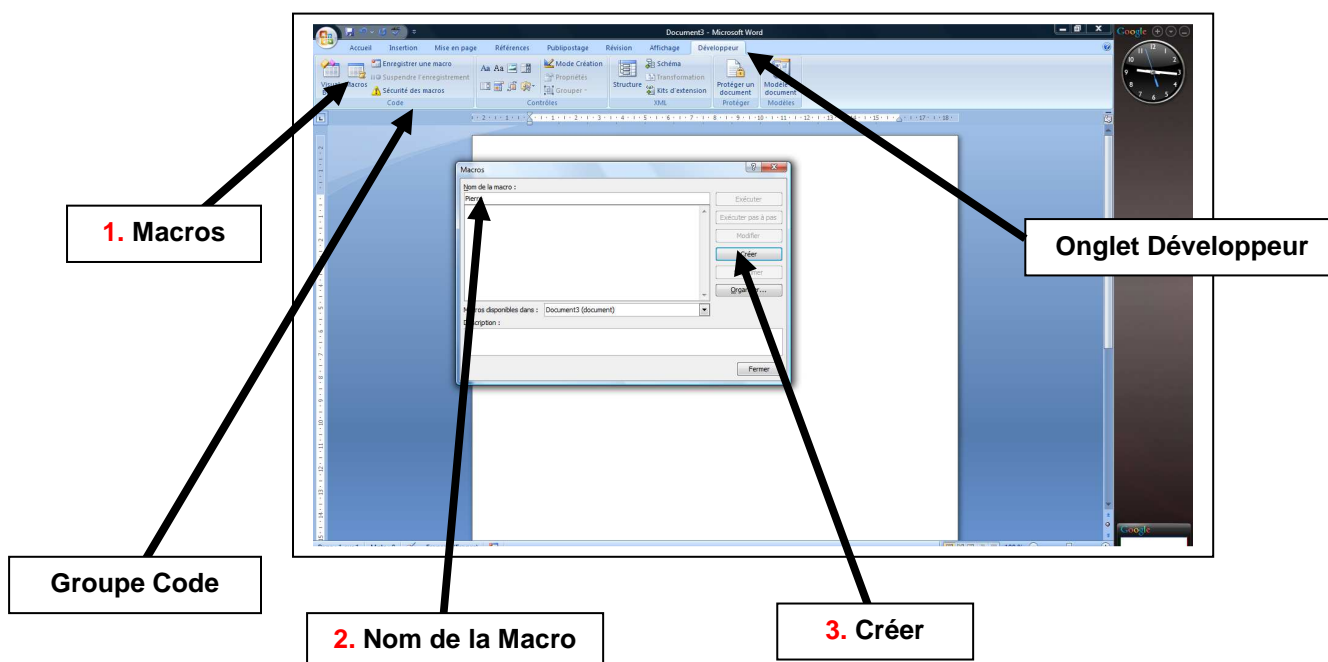 Document3 - Microsoft Word
Google
Accueil Insertion Mise en page Références Publipostage Révision Affichage Développeur
Enregistrer une macro
Suspendre l'enregistrement
Sécurité des macros
Code
Mode Création
Propriétés
Grouper
Contrôles
Structure
Schéma
Transformation
Kits d'extension
XML
Protéger un document
Protéger
document
Modèles
Macros
Nom de la macro :
Exécuter
Exécuter pas à pas
Modifier
Créer
Macros disponibles dans : Document3 (document)
Description :
Fermer
1. Macros
Onglet Développeur
Groupe Code
2. Nom de la Macro
3. Créer
Google